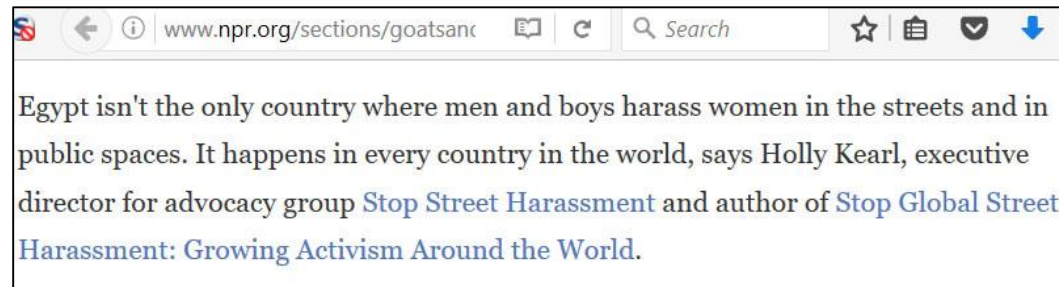 www.npr.org/sections/goatsanc
Search
Egypt isn't the only country where men and boys harass women in the streets and in
public spaces. It happens in every country in the world, says Holly Kearl, executive
director for advocacy group Stop Street Harassment and author of Stop Global Street
Harassment: Growing Activism Around the World.